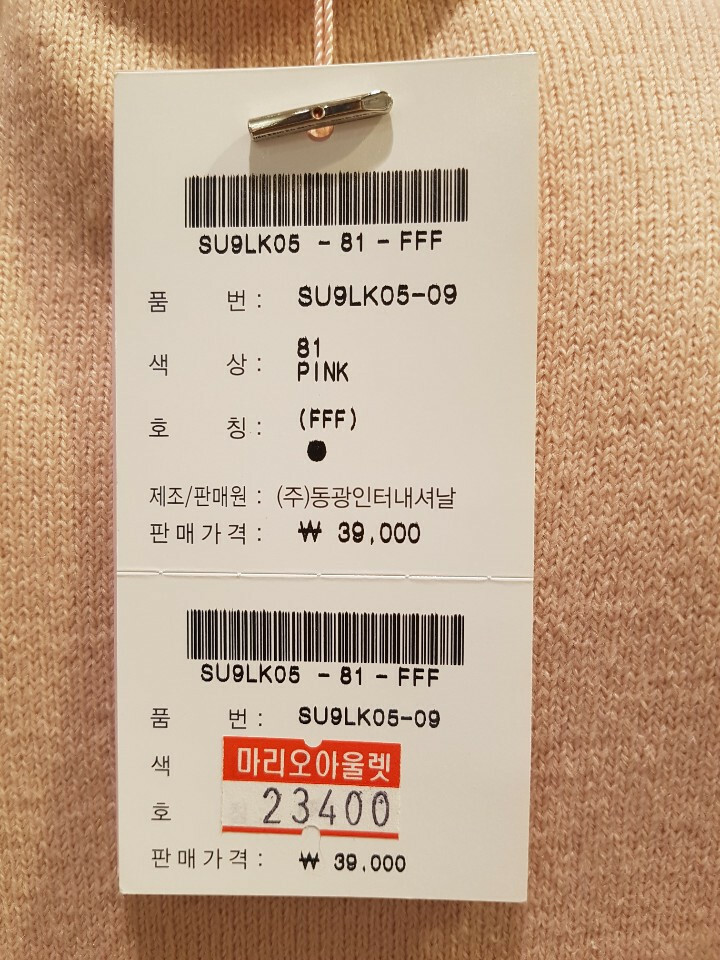 SU9LK05 - 81 - FFF
품 번 : SU9LK05-09
색 상 : 81
PINK
호 칭 : (FFF)
제조/판매원 : (주)동광인터내셔날
판매가격 : ₩ 39,000
SU9LK05 - 81 - FFF
품 번 : SU9LK05-09
색
마리오아울렛
호
23400
판매가격 : ₩ 39,000